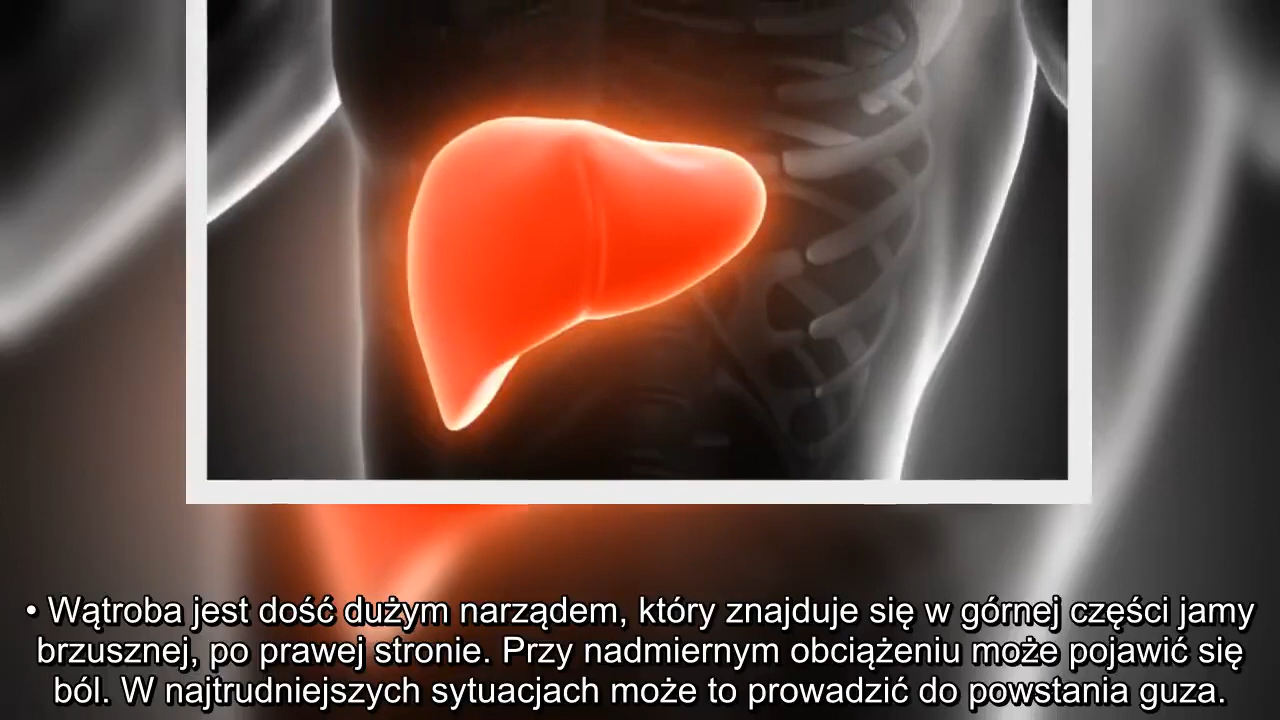 • Wątroba jest dość dużym narządem, który znajduje się w górnej części jamy
brzusznej, po prawej stronie. Przy nadmiernym obciążeniu może pojawić się
ból. W najtrudniejszych sytuacjach może to prowadzić do powstania guza.